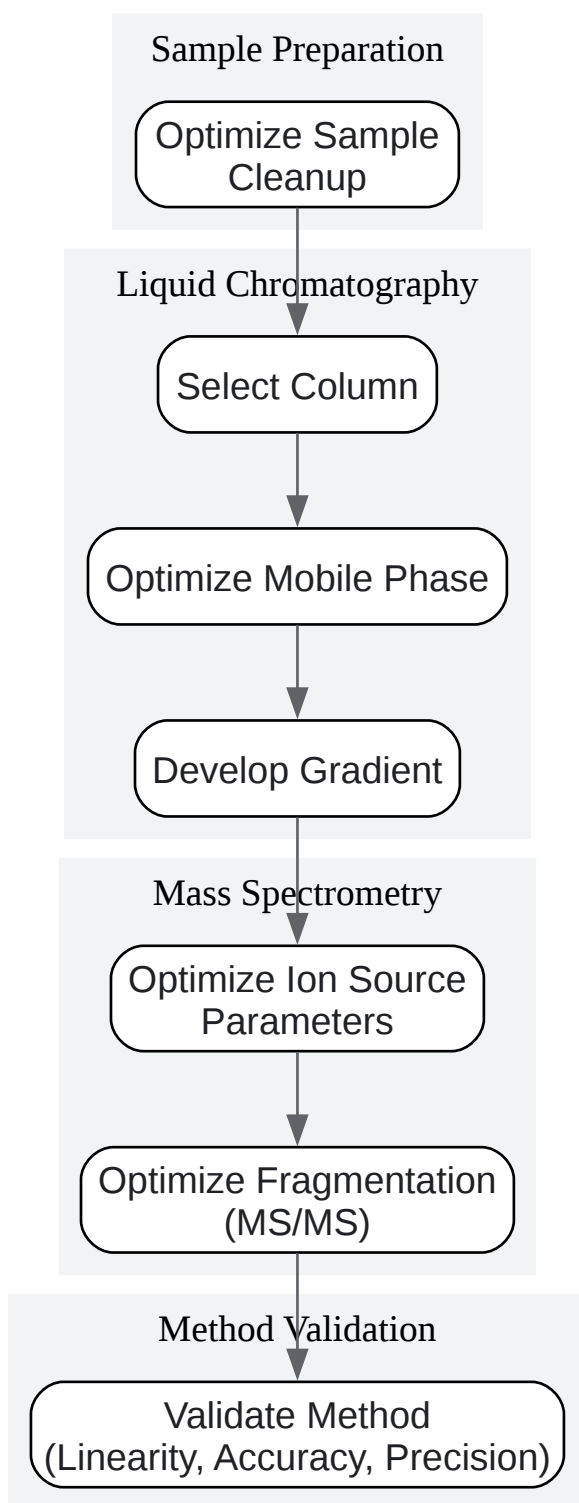 Sample Preparation
Optimize Sample
Cleanup
Liquid Chromatography
Select Column
Optimize Mobile Phase
Develop Gradient
Mass Spectrometry
Optimize Ion Source
Parameters
Optimize Fragmentation
(MS/MS)
Method Validation
Validate Method
(Linearity, Accuracy, Precision)